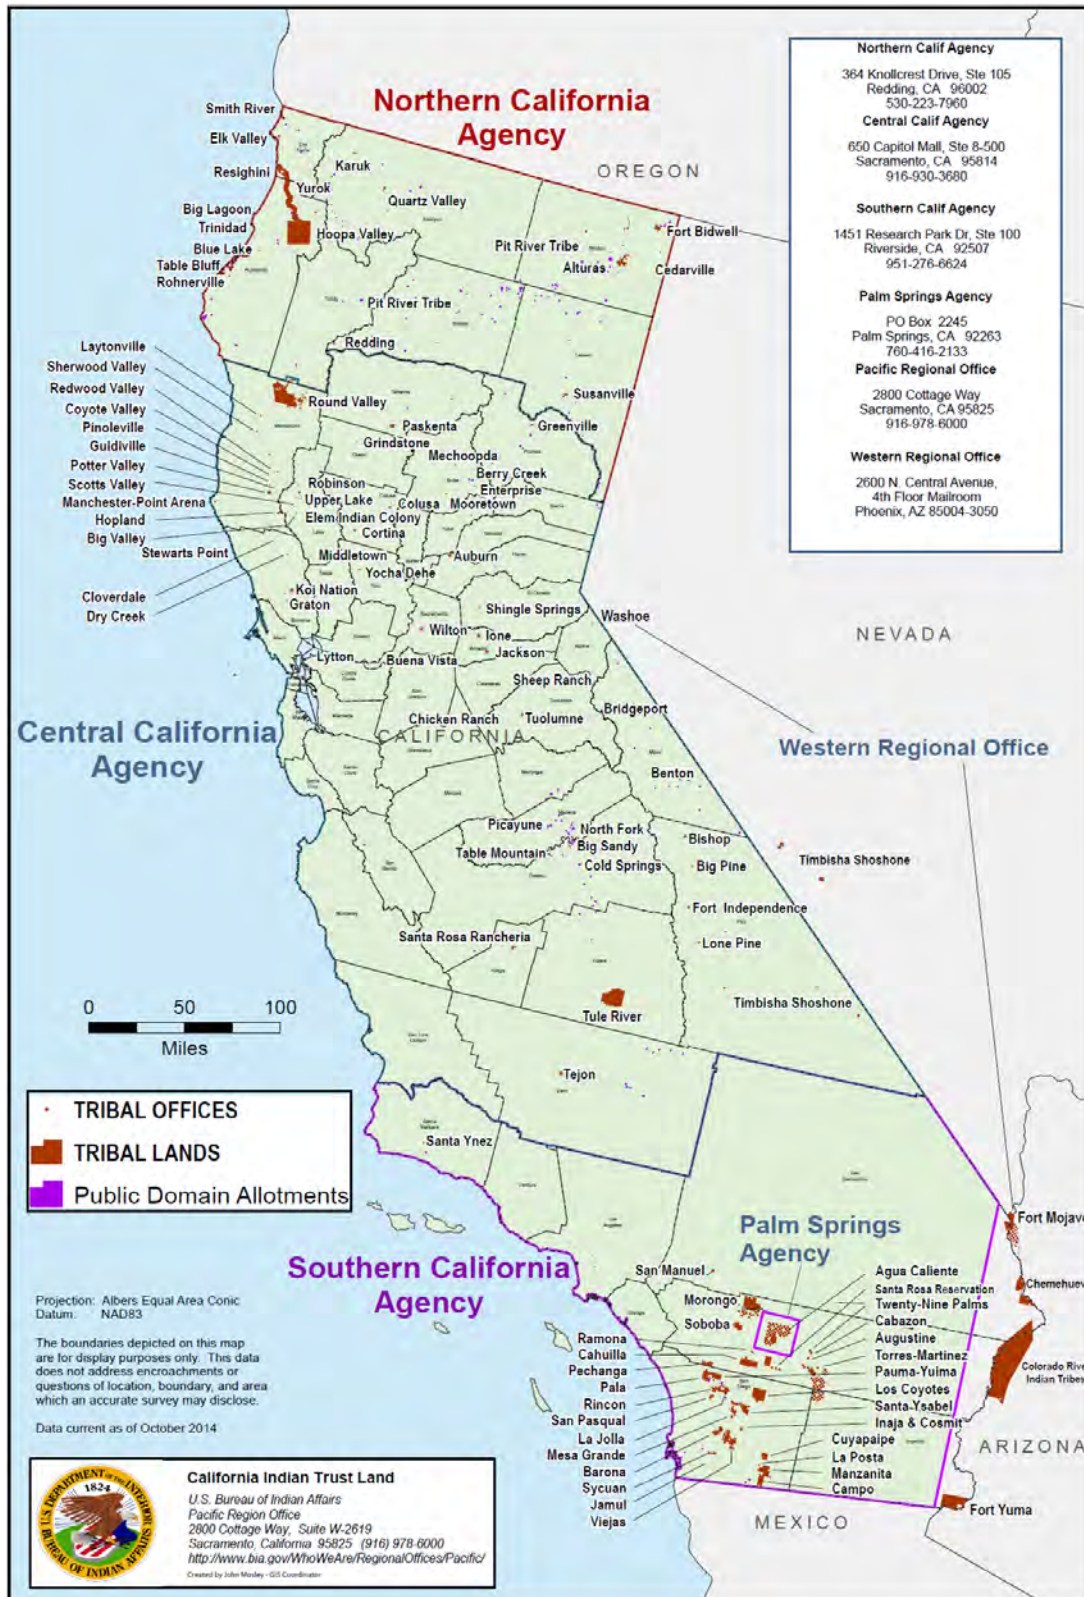 Northern California
Agency
Northern Calif Agency
364 Knollcrest Drive, Ste 105
Redding, CA 96002
530-223-7960
Central Calif Agency
650 Capitol Mall, Ste 8-500
Sacramento, CA 95814
916-930-3680
Southern Calif Agency
1451 Research Park Dr, Ste 100
Riverside, CA 92507
951-276-6624
Palm Springs Agency
PO Box 2245
Palm Springs, CA 92263
760-416-2133
Pacific Regional Office
2800 Cottage Way
Sacramento, CA 95825
916-978-6000
Western Regional Office
2600 N. Central Avenue,
4th Floor Mailroom
Phoenix, AZ 85004-3050
OREGON
Smith River
Elk Valley
Resighini
Karuk
Yurok
Quartz Valley
Big Lagoon
Trinidad
Hoopa Valley
Fort Bidwell
Blue Lake
Pit River Tribe
Table Bluff
Alturas
Cedarville
Rohnerville
Pit River Tribe
Redding
Laytonville
Sherwood Valley
Redwood Valley
Coyote Valley
Pinoleville
Guidiville
Potter Valley
Scotts Valley
Manchester-Point Arena
Hopland
Big Valley
Stewarts Point
Cloverdale
Dry Creek
Round Valley
Susanville
Paskenta
Greenville
Grindstone
Mechoopda
Berry Creek
Robinson
Enterprise
Upper Lake
Colusa
Mooretown
Elem Indian Colony
Cortina
Middletown
Auburn
Yocha Dehe
Koi Nation
Graton
Shingle Springs
Washoe
Wilton
Ione
Jackson
Lytton
Buena Vista
Sheep Ranch
NEVADA
Chicken Ranch
Tuolumne
Bridgeport
CALIFORNIA
Central California
Agency
Western Regional Office
Benton
Picayune
North Fork
Bishop
Table Mountain
Big Sandy
Cold Springs
Big Pine
Timbisha Shoshone
Fort Independence
Santa Rosa Rancheria
Lone Pine
Tule River
Timbisha Shoshone
0 50 100
Miles
Tejon
TRIBAL OFFICES
TRIBAL LANDS
Public Domain Allotments
Santa Ynez
Southern California
Agency
Palm Springs
Agency
Fort Mojave
San Manuel
Chemehuevi
Morongo
Soboba
Agua Caliente
Santa Rosa Reservation
Twenty-Nine Palms
Cabazon
Augustine
Torres-Martinez
Pauma-Yuima
Los Coyotes
Santa-Ysabel
Inaja & Cosmit
Cuyapaipe
La Posta
Manzanita
Campo
Ramona
Cahuilla
Pechanga
Pala
Rincon
San Pasqual
La Jolla
Mesa Grande
Barona
Sycuan
Jamul
Viejas
Colorado River
Indian Tribes
ARIZONA
Fort Yuma
MEXICO
Projection: Albers Equal Area Conic
Datum: NAD83
The boundaries depicted on this map
are for display purposes only. This data
does not address encroachments or
questions of location, boundary, and area
which an accurate survey may disclose.
Data current as of October 2014
U.S. DEPARTMENT OF THE INTERIOR
1824
BUREAU OF INDIAN AFFAIRS
California Indian Trust Land
U.S. Bureau of Indian Affairs
Pacific Region Office
2800 Cottage Way, Suite W-2619
Sacramento, California 95825 (916) 978-6000
http://www.bia.gov/WhoWeAre/RegionalOffices/Pacific/
Created by John Mosley - GIS Coordinator